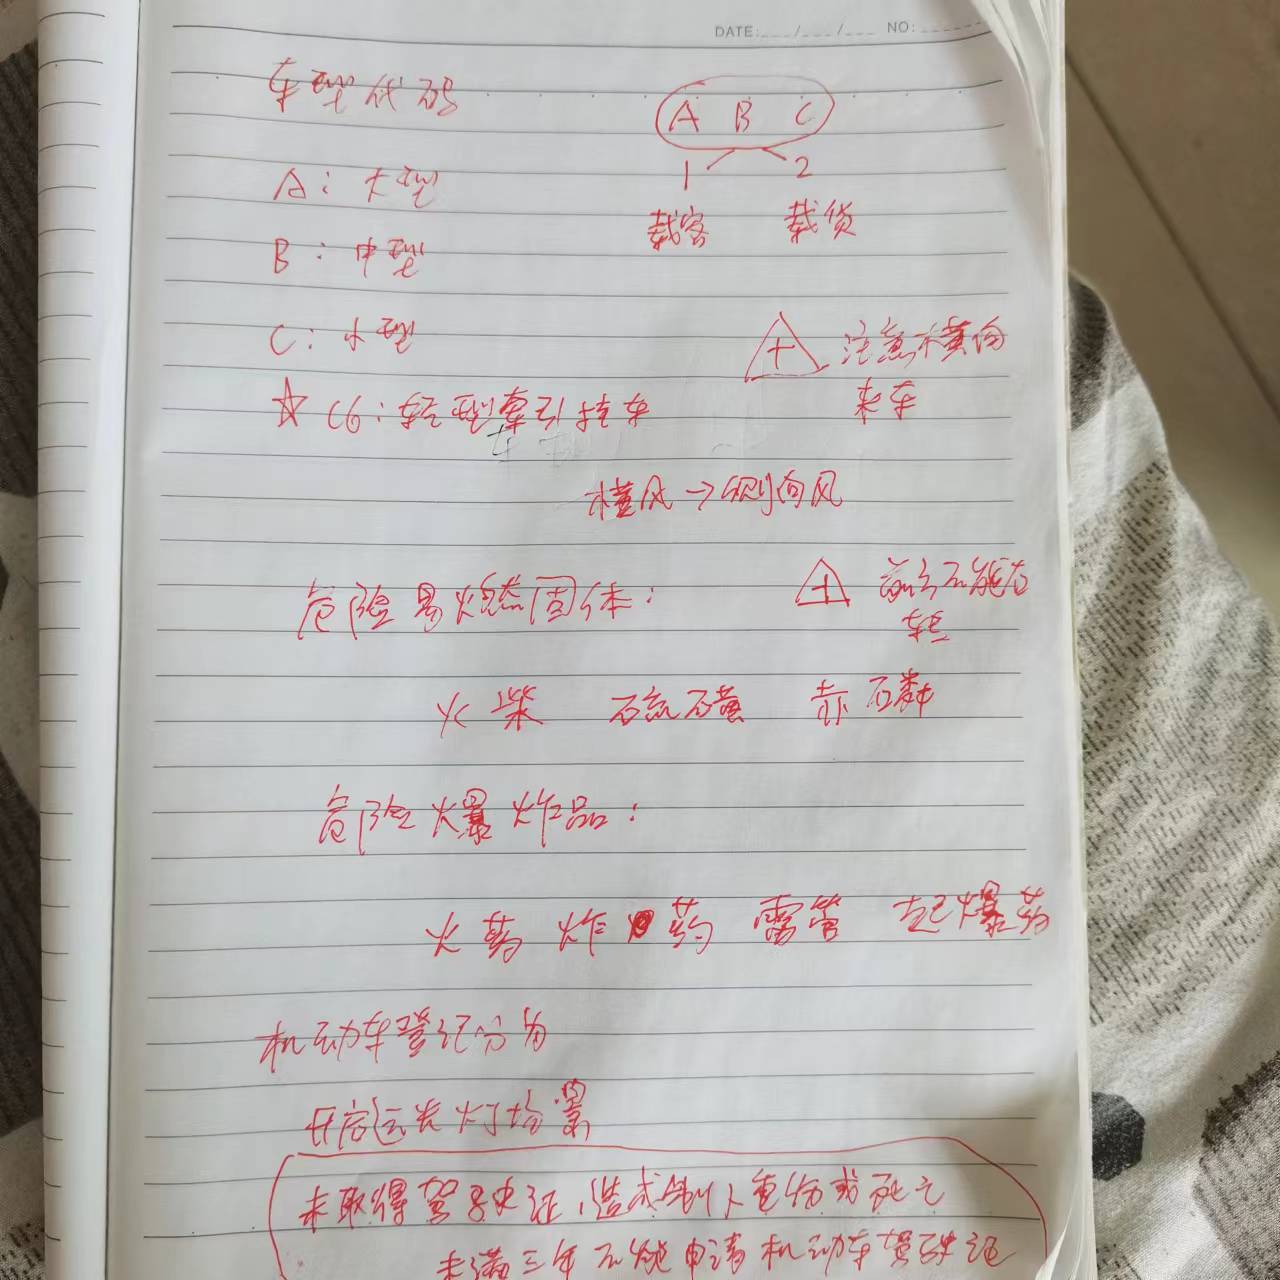 DATE:___/___/___ NO:______
车型代码
A B C
1 2
载客 载货
A:大型
B:中型
C:小型
注意横向
来车
☆ C6:轻型牵引挂车
横风→侧向风
危险易燃固体:
前方不能右
转
火柴 硫磺 赤磷
危险爆炸品:
火药 炸药 雷管 起爆药
机动车登记分为
开启远光灯场景
未取得驾驶证,造成他人重伤或死亡
未满三年不能申请机动车驾驶证